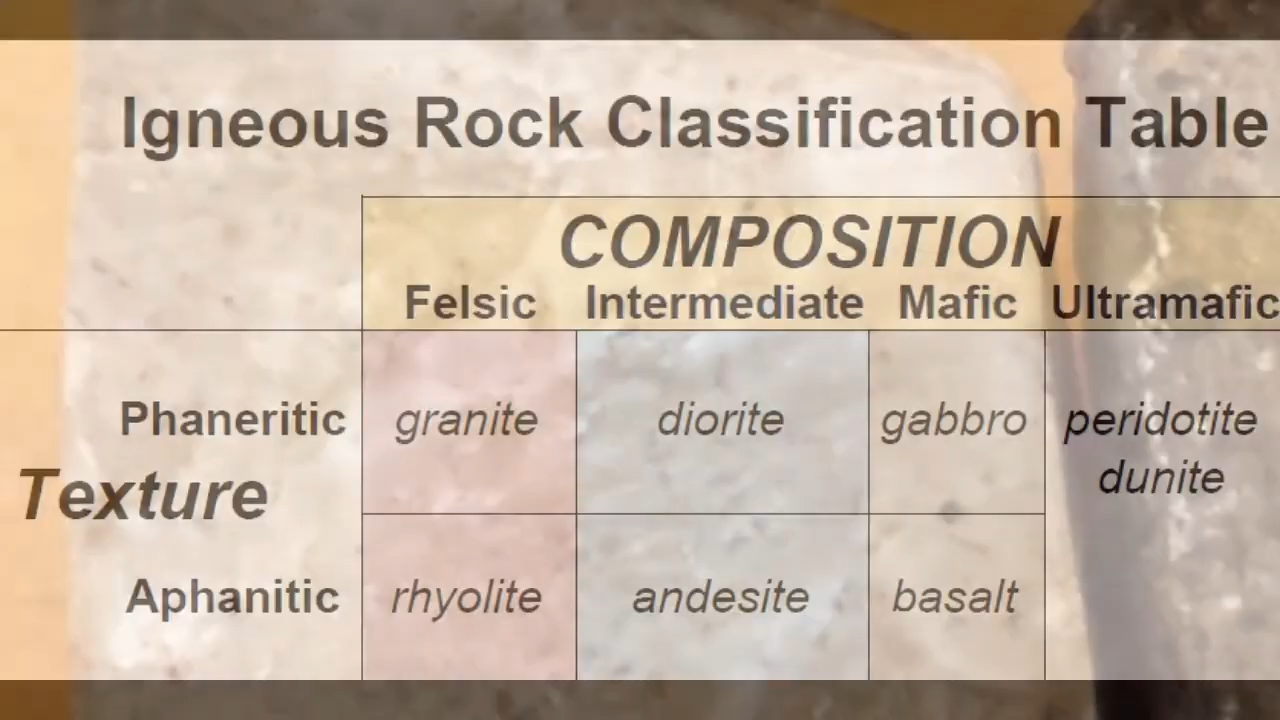 Igneous Rock Classification Table
COMPOSITION
Felsic Intermediate Mafic Ultramafic
Phaneritic granite diorite gabbro peridotite
dunite
Texture
Aphanitic rhyolite andesite basalt